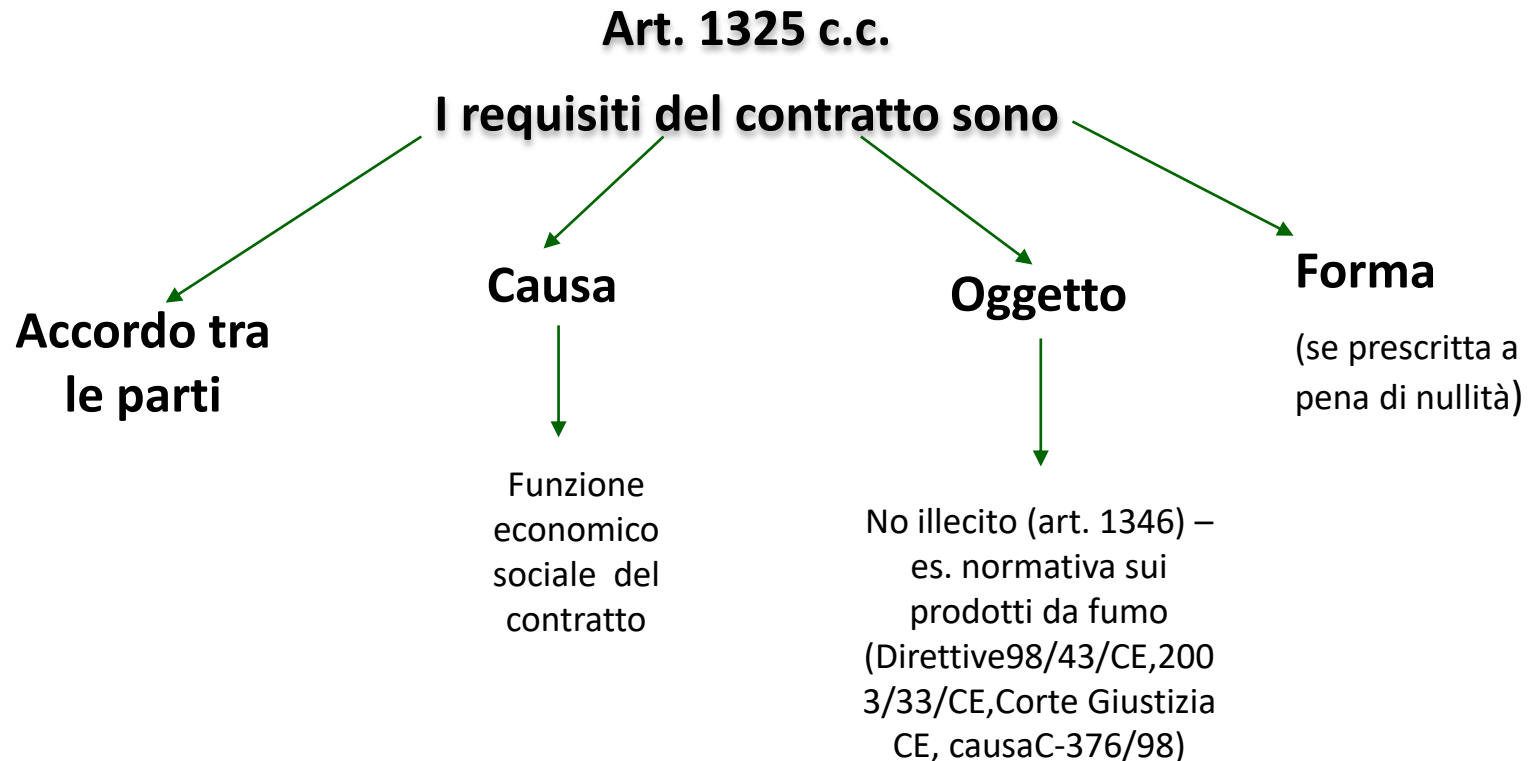 Art. 1325 c.c.
I requisiti del contratto sono
Accordo tra
le parti
Causa
Funzione
economico
sociale del
contratto
Oggetto
No illecito (art. 1346) –
es. normativa sui
prodotti da fumo
(Direttive98/43/CE,200
3/33/CE,Corte Giustizia
CE, causaC-376/98)
Forma
(se prescritta a
pena di nullità)